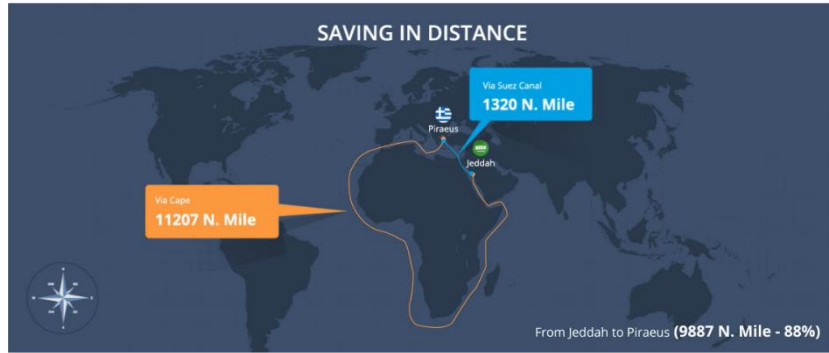 SAVING IN DISTANCE
Via Suez Canal
1320 N. Mile
Piraeus
Jeddah
Via Cape
11207 N. Mile
From Jeddah to Piraeus (9887 N. Mile - 88%)